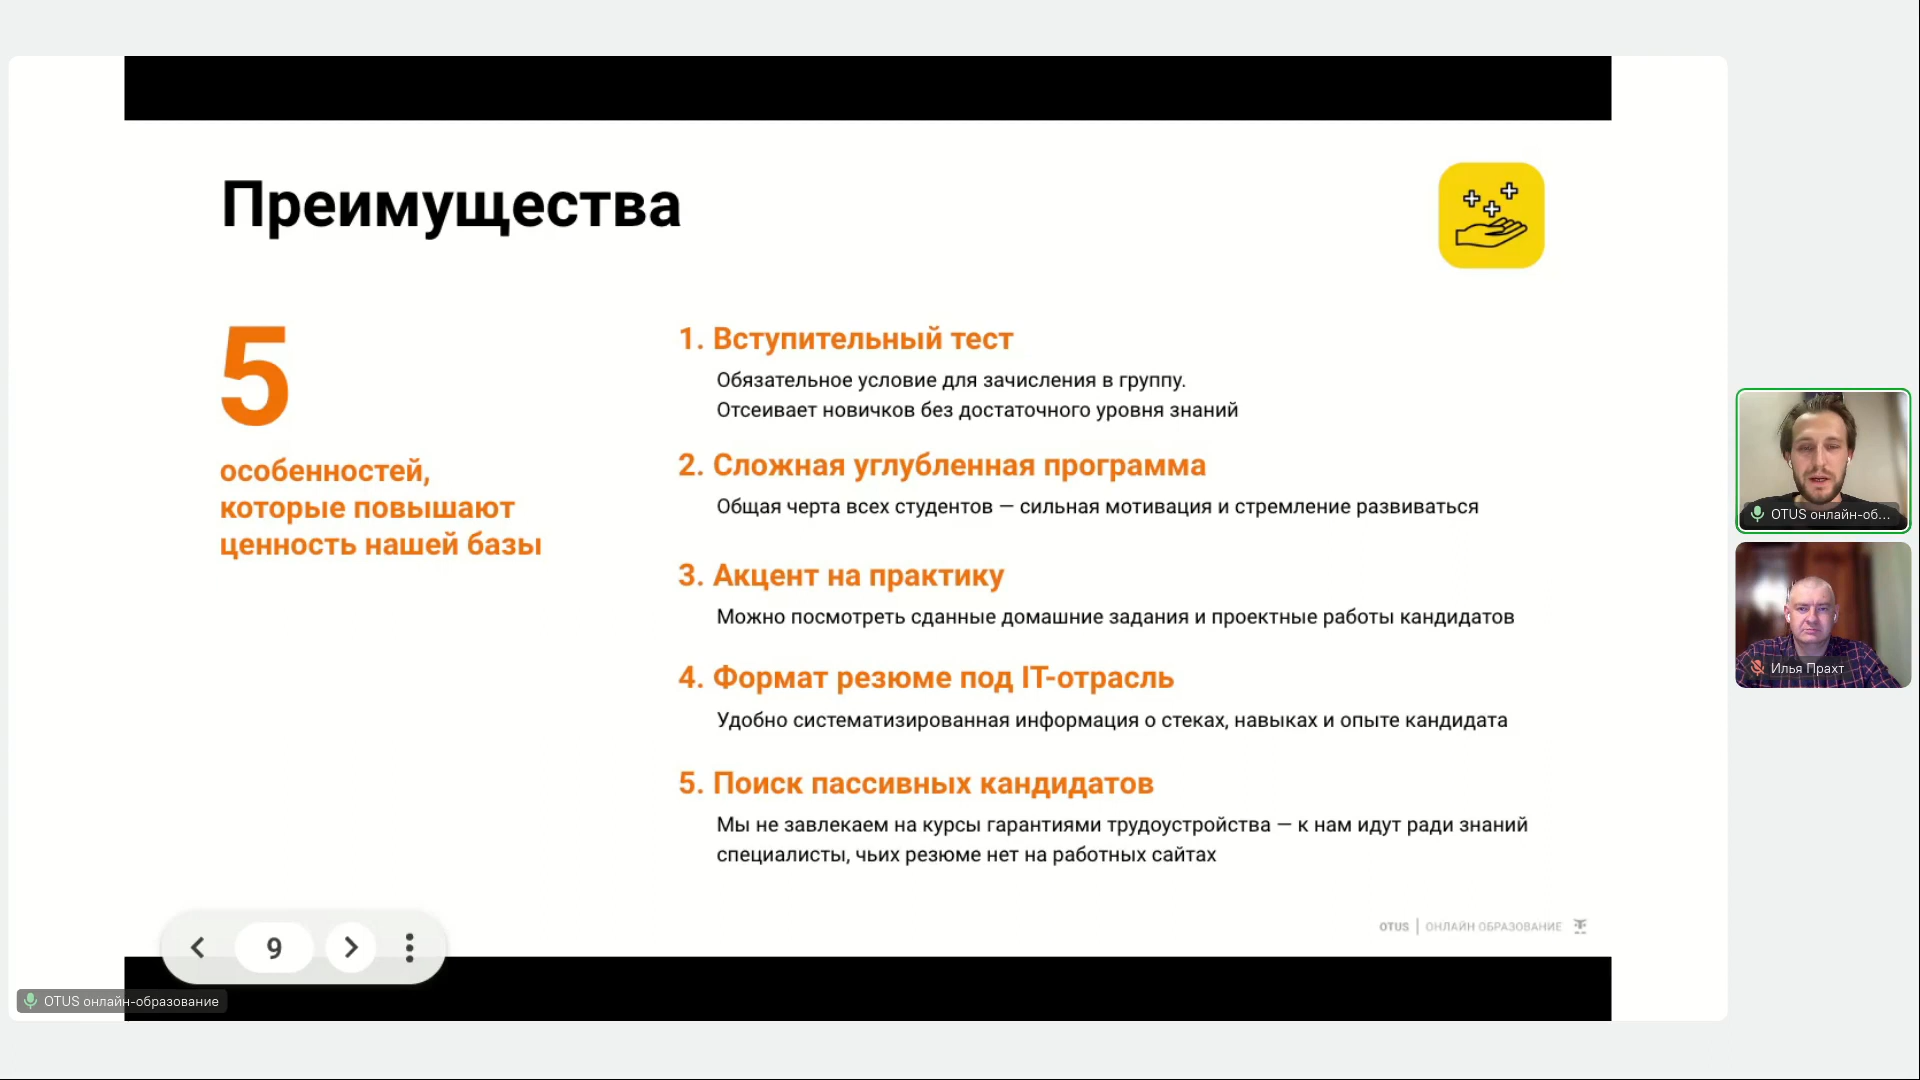 Преимущества
5
особенностей,
которые повышают
ценность нашей базы
1. Вступительный тест
Обязательное условие для зачисления в группу.
Отсеивает новичков без достаточного уровня знаний
2. Сложная углубленная программа
Общая черта всех студентов — сильная мотивация и стремление развиваться
3. Акцент на практику
Можно посмотреть сданные домашние задания и проектные работы кандидатов
4. Формат резюме под IT-отрасль
Удобно систематизированная информация о стеках, навыках и опыте кандидата
5. Поиск пассивных кандидатов
Мы не завлекаем на курсы гарантиями трудоустройства — к нам идут ради знаний
специалисты, чьих резюме нет на работных сайтах
OTUS | ОНЛАЙН ОБРАЗОВАНИЕ
9
OTUS онлайн-образование
OTUS онлайн-об...
Илья Прахт